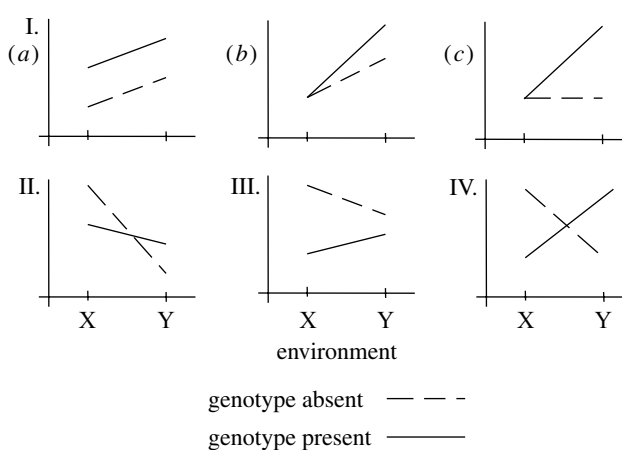 I.
(a) (b) (c)
II. III. IV.
X Y X Y X Y
environment
genotype absent
genotype present